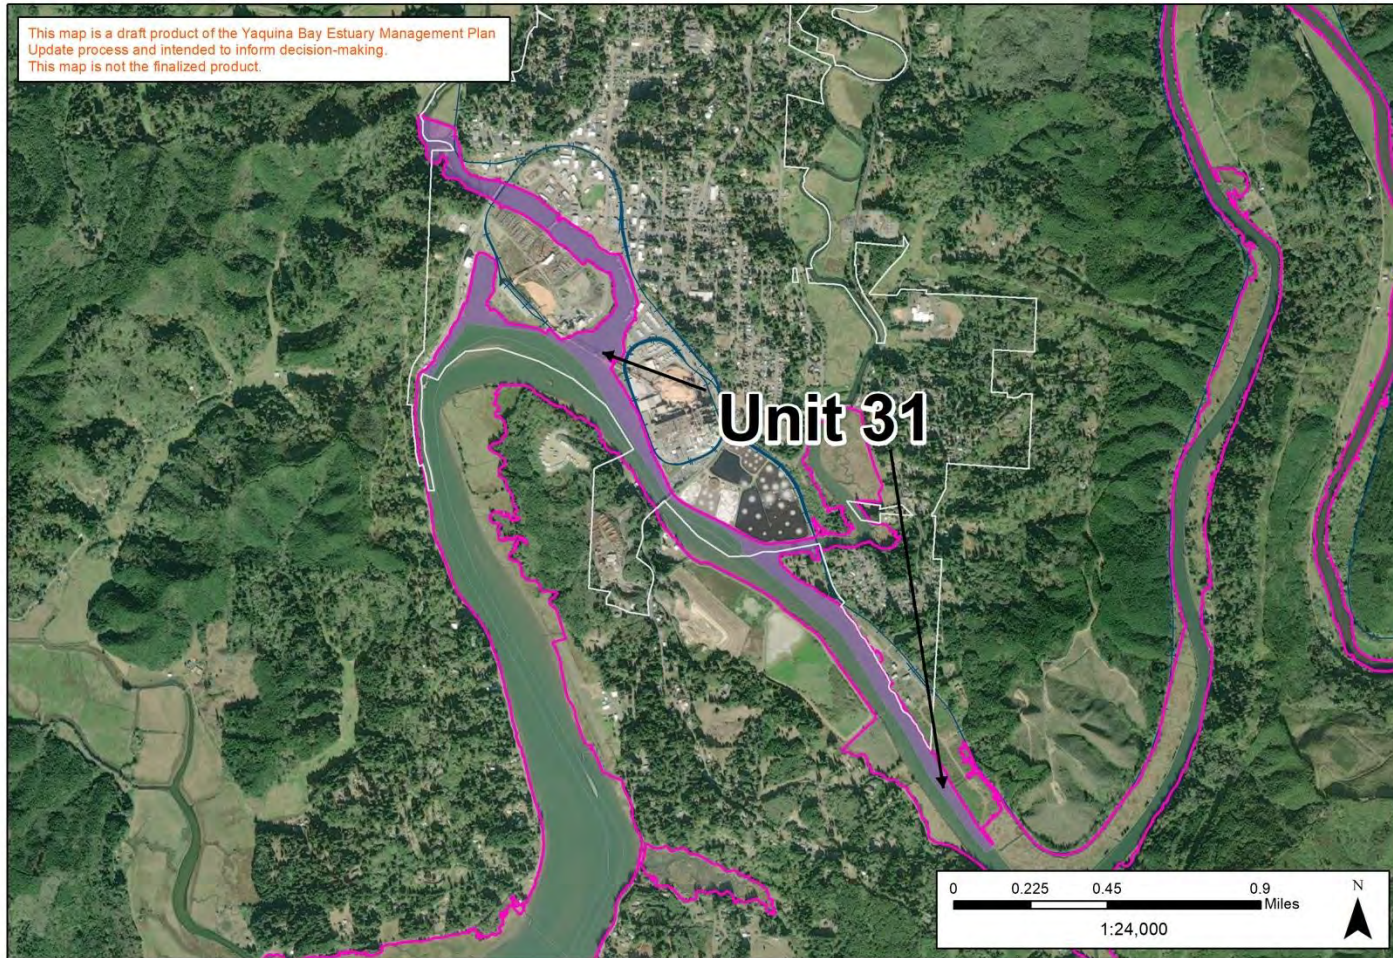 This map is a draft product of the Yaquina Bay Estuary Management Plan
Update process and intended to inform decision-making.
This map is not the finalized product.
Unit 31
0 0.225 0.45 0.9
Miles
1:24,000
N